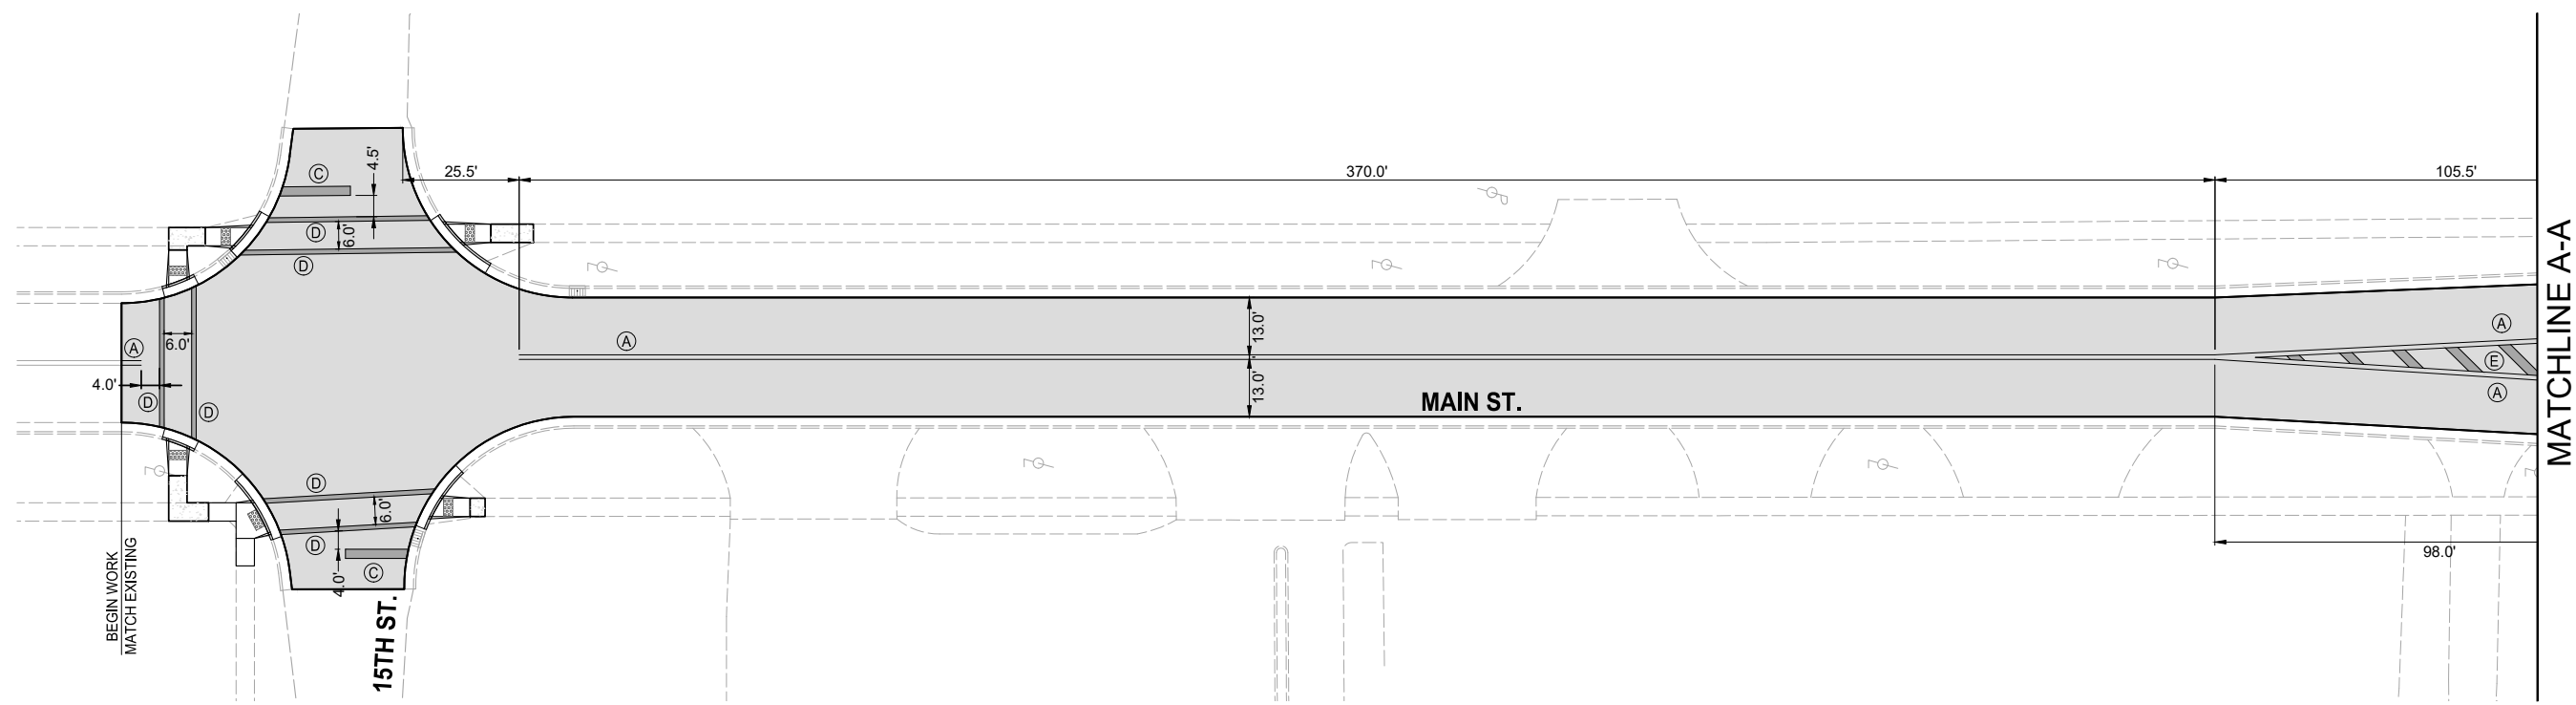 4.5'
25.5'
370.0'
105.5'
C
D
6.0'
D
A
6.0'
4.0'
D
D
A
13.0'
13.0'
MAIN ST.
A
E
A
MATCHLINE A-A
D
6.0'
D
4.0'
C
98.0'
BEGIN WORK
MATCH EXISTING
15TH ST.